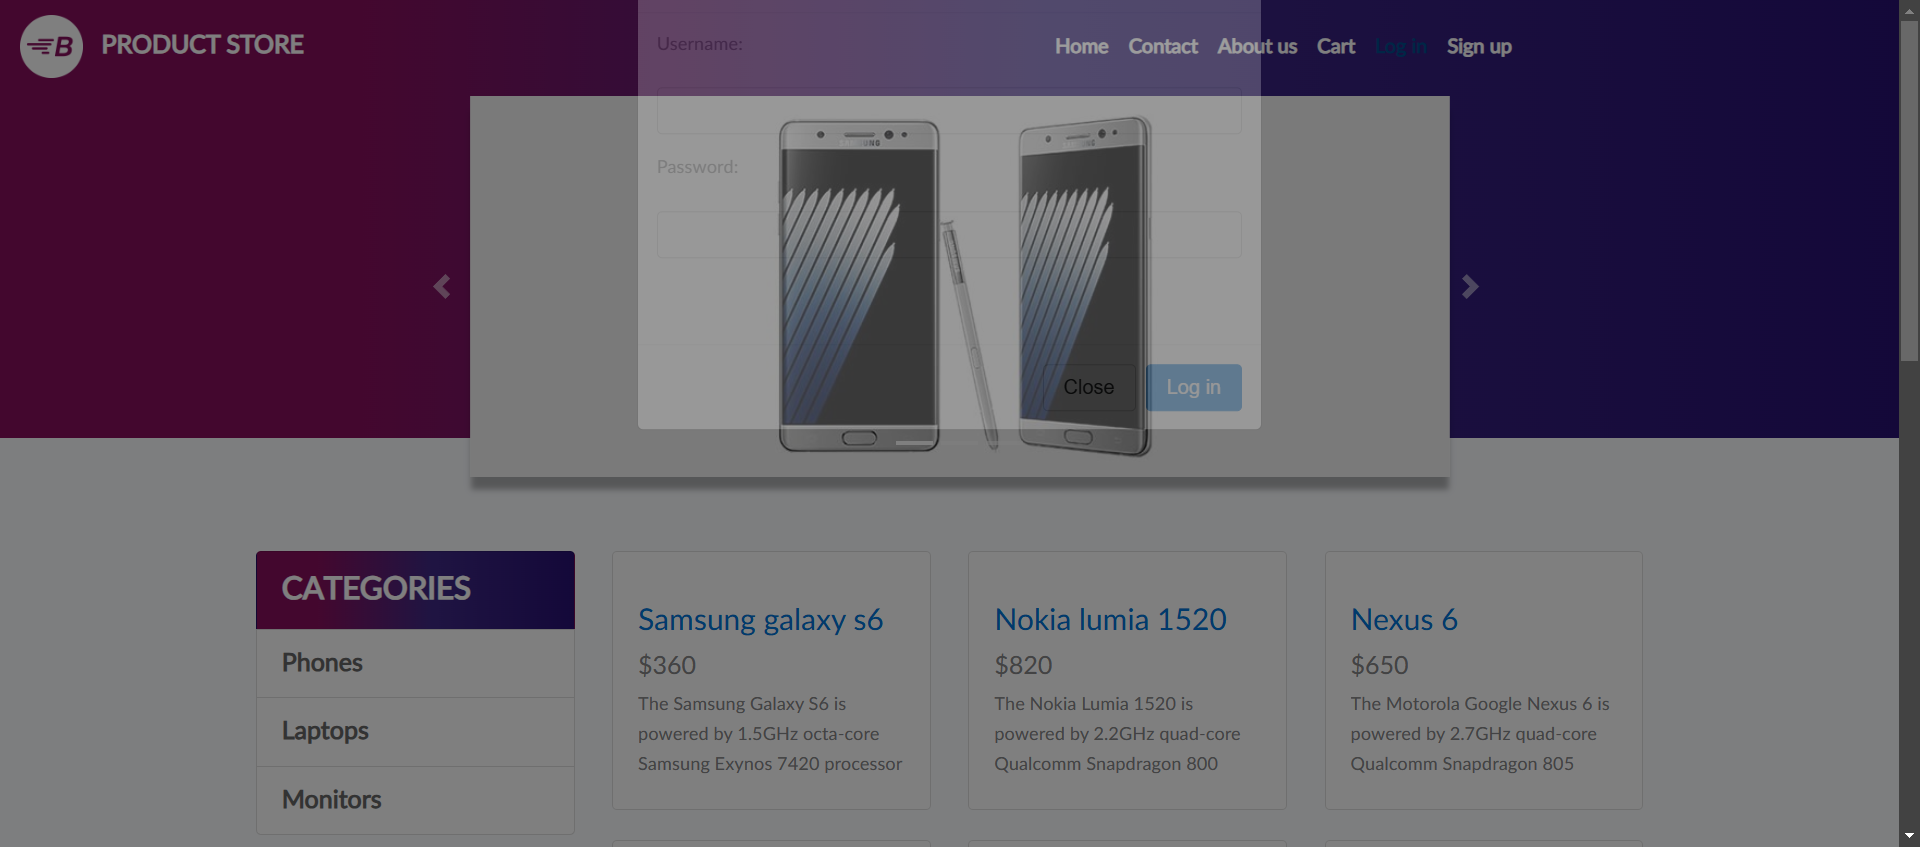 B PRODUCT STORE
Home Contact About us Cart Log in Sign up
Username:
SAMSUNG
Password:
Close Log in
CATEGORIES
Phones
Laptops
Monitors
Samsung galaxy s6
$360
The Samsung Galaxy S6 is
powered by 1.5GHz octa-core
Samsung Exynos 7420 processor
Nokia lumia 1520
$820
The Nokia Lumia 1520 is
powered by 2.2GHz quad-core
Qualcomm Snapdragon 800
Nexus 6
$650
The Motorola Google Nexus 6 is
powered by 2.7GHz quad-core
Qualcomm Snapdragon 805